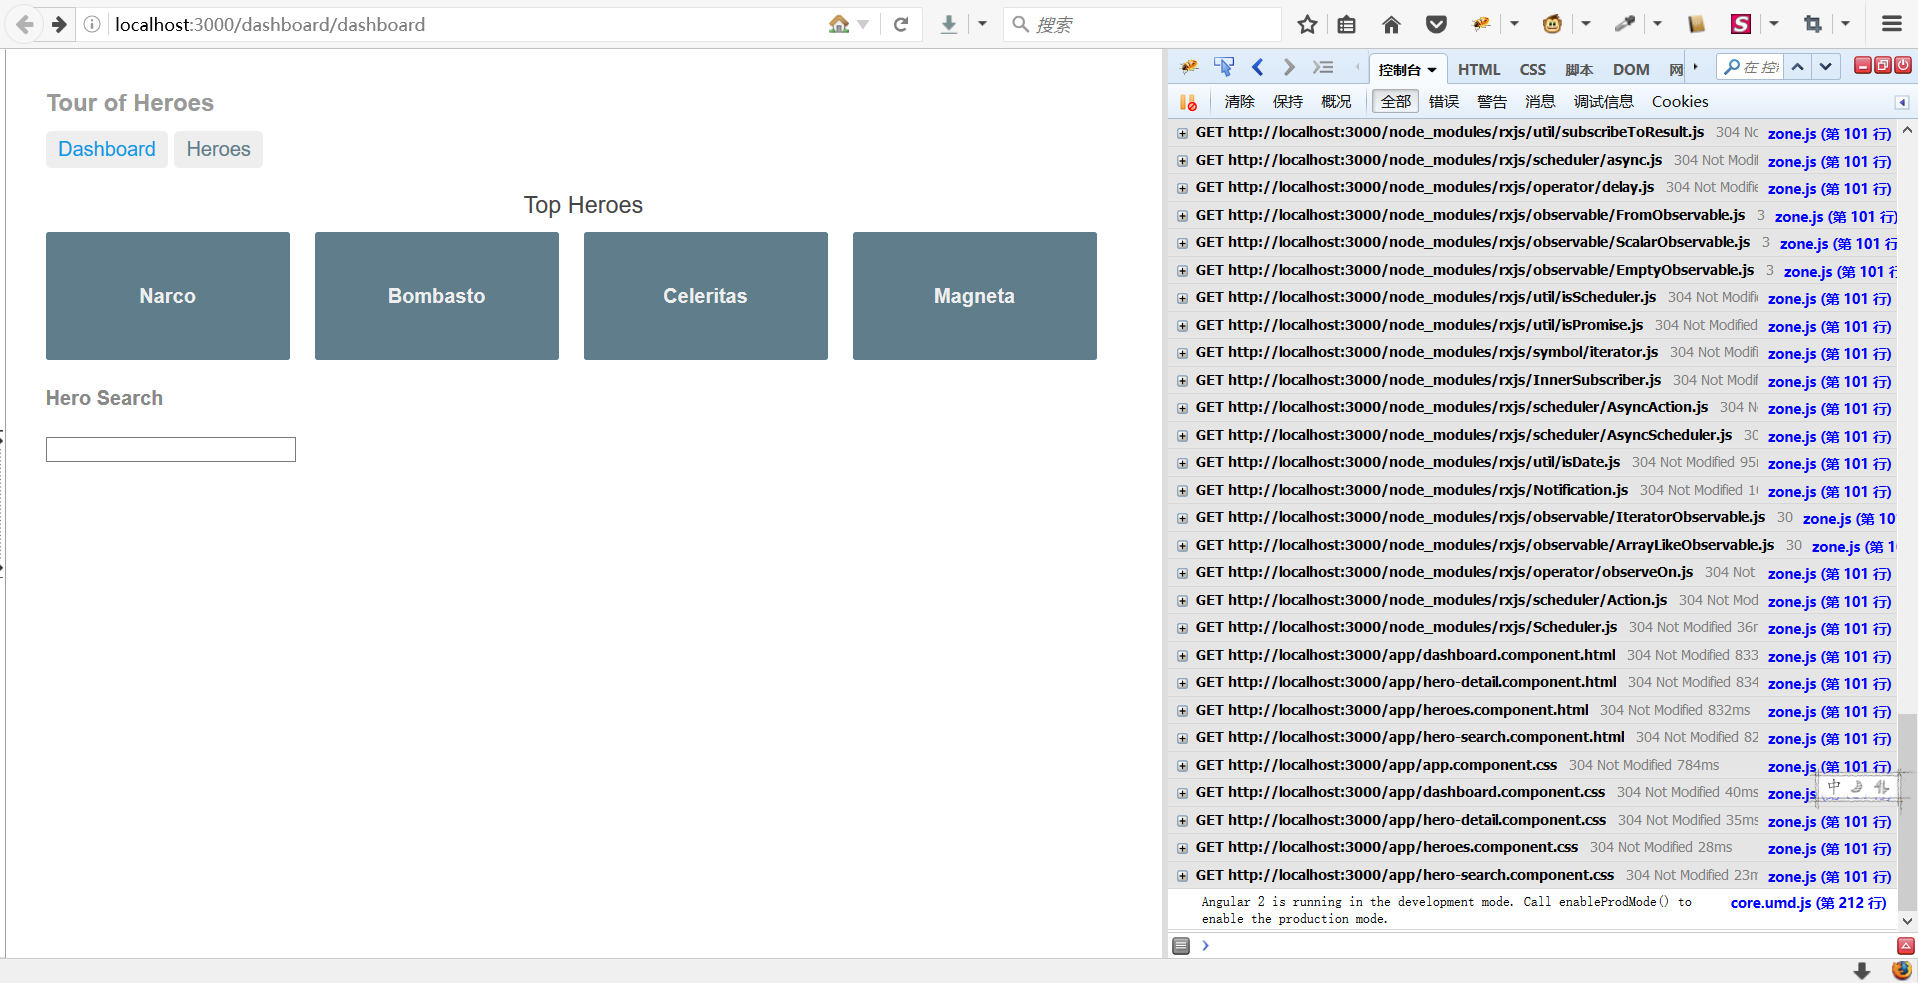 localhost:3000/dashboard/dashboard
搜索
Tour of Heroes
Dashboard
Heroes
Top Heroes
Narco
Bombasto
Celeritas
Magneta
Hero Search
控制台
HTML
CSS
脚本
DOM
网
在 控
清除
保持
概况
全部
错误
警告
消息
调试信息
Cookies
GET http://localhost:3000/node_modules/rxjs/util/subscribeToResult.js 304 No zone.js (第 101 行)
GET http://localhost:3000/node_modules/rxjs/scheduler/async.js 304 Not Modif zone.js (第 101 行)
GET http://localhost:3000/node_modules/rxjs/operator/delay.js 304 Not Modifie zone.js (第 101 行)
GET http://localhost:3000/node_modules/rxjs/observable/FromObservable.js 3 zone.js (第 101 行)
GET http://localhost:3000/node_modules/rxjs/observable/ScalarObservable.js 3 zone.js (第 101 行
GET http://localhost:3000/node_modules/rxjs/observable/EmptyObservable.js 3 zone.js (第 101 行
GET http://localhost:3000/node_modules/rxjs/util/isScheduler.js 304 Not Modifi zone.js (第 101 行)
GET http://localhost:3000/node_modules/rxjs/util/isPromise.js 304 Not Modified zone.js (第 101 行)
GET http://localhost:3000/node_modules/rxjs/symbol/iterator.js 304 Not Modifi zone.js (第 101 行)
GET http://localhost:3000/node_modules/rxjs/InnerSubscriber.js 304 Not Modif zone.js (第 101 行)
GET http://localhost:3000/node_modules/rxjs/scheduler/AsyncAction.js 304 N zone.js (第 101 行)
GET http://localhost:3000/node_modules/rxjs/scheduler/AsyncScheduler.js 30 zone.js (第 101 行)
GET http://localhost:3000/node_modules/rxjs/util/isDate.js 304 Not Modified 95m zone.js (第 101 行)
GET http://localhost:3000/node_modules/rxjs/Notification.js 304 Not Modified 1 zone.js (第 101 行)
GET http://localhost:3000/node_modules/rxjs/observable/IteratorObservable.js 30 zone.js (第 10
GET http://localhost:3000/node_modules/rxjs/observable/ArrayLikeObservable.js 30 zone.js (第 1
GET http://localhost:3000/node_modules/rxjs/operator/observeOn.js 304 Not zone.js (第 101 行)
GET http://localhost:3000/node_modules/rxjs/scheduler/Action.js 304 Not Mod zone.js (第 101 行)
GET http://localhost:3000/node_modules/rxjs/Scheduler.js 304 Not Modified 36m zone.js (第 101 行)
GET http://localhost:3000/app/dashboard.component.html 304 Not Modified 833 zone.js (第 101 行)
GET http://localhost:3000/app/hero-detail.component.html 304 Not Modified 834 zone.js (第 101 行)
GET http://localhost:3000/app/heroes.component.html 304 Not Modified 832ms zone.js (第 101 行)
GET http://localhost:3000/app/hero-search.component.html 304 Not Modified 82 zone.js (第 101 行)
GET http://localhost:3000/app/app.component.css 304 Not Modified 784ms zone.js (第 101 行)
GET http://localhost:3000/app/dashboard.component.css 304 Not Modified 40ms zone.js
中
GET http://localhost:3000/app/hero-detail.component.css 304 Not Modified 35ms zone.js (第 101 行)
GET http://localhost:3000/app/heroes.component.css 304 Not Modified 28ms zone.js (第 101 行)
GET http://localhost:3000/app/hero-search.component.css 304 Not Modified 23m zone.js (第 101 行)
Angular 2 is running in the development mode. Call enableProdMode() to core.umd.js (第 212 行)
enable the production mode.